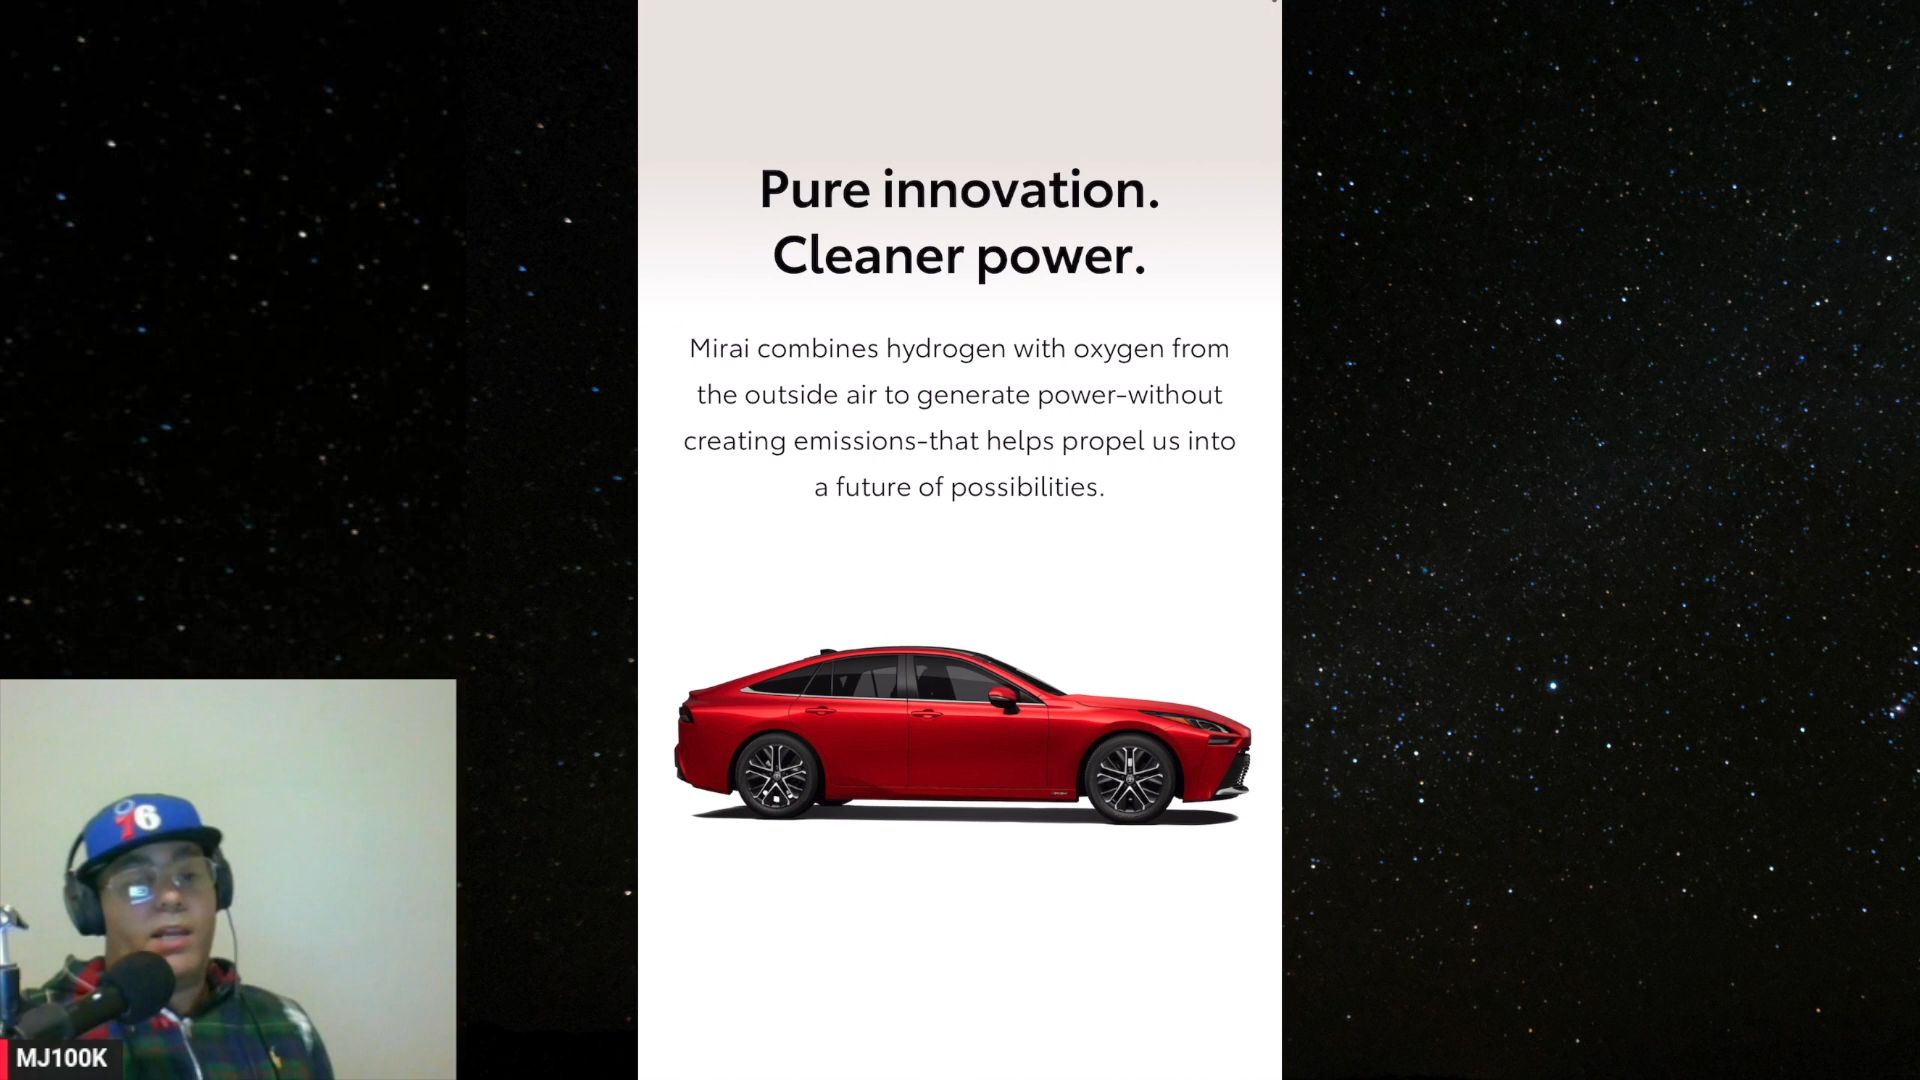 Pure innovation.
Cleaner power.
Mirai combines hydrogen with oxygen from
the outside air to generate power-without
creating emissions-that helps propel us into
a future of possibilities.
76
MJ100K